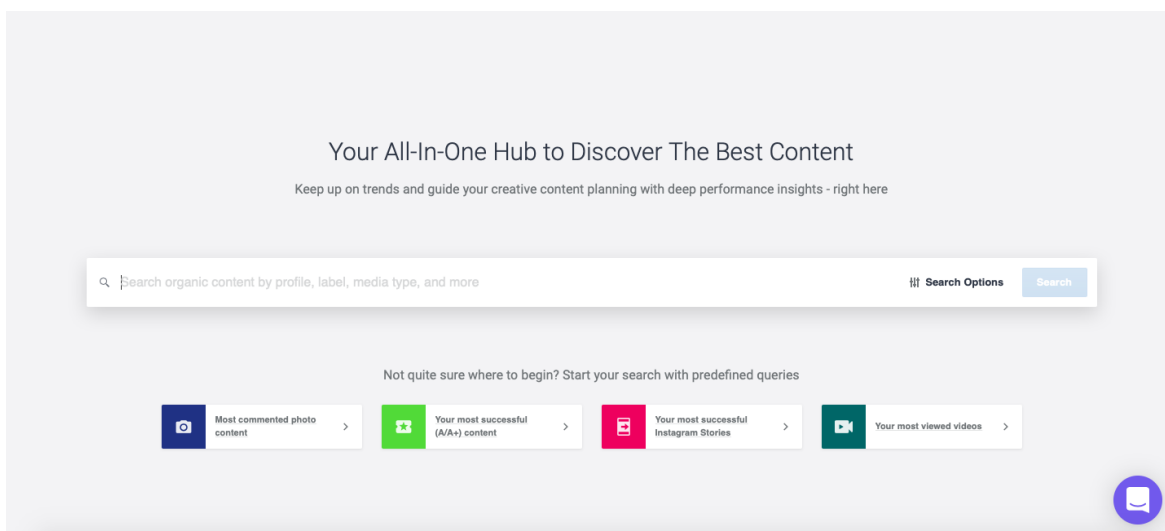 Your All-In-One Hub to Discover The Best Content
Keep up on trends and guide your creative content planning with deep performance insights - right here
Search organic content by profile, label, media type, and more
Search Options
Search
Not quite sure where to begin? Start your search with predefined queries
Most commented photo
content
Your most successful
(A/A+) content
Your most successful
Instagram Stories
Your most viewed videos